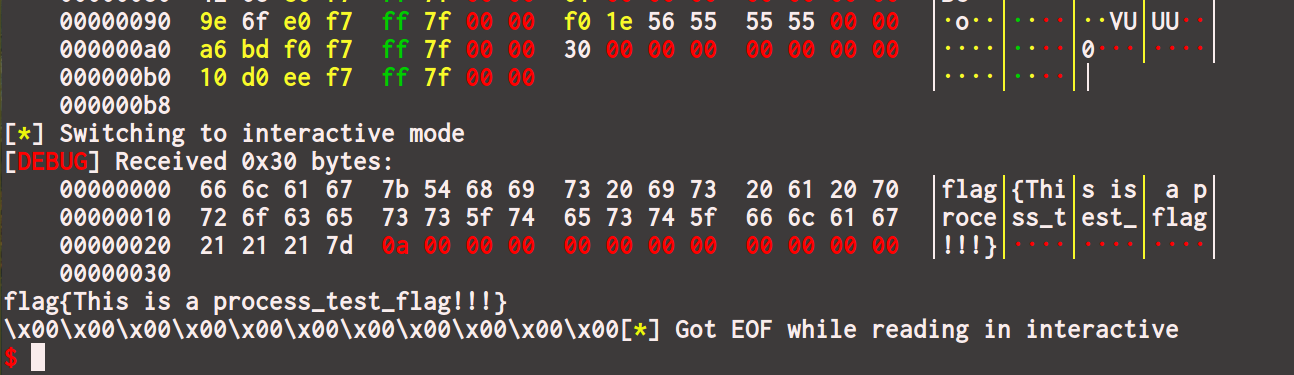 00000090  9e 6f e0 f7  ff 7f 00 00  f0 1e 56 55  55 55 00 00  │·o··│····│··VU│UU··│
000000a0  a6 bd f0 f7  ff 7f 00 00  30 00 00 00  00 00 00 00  │····│····│0···│····│
000000b0  10 d0 ee f7  ff 7f 00 00                            │····│····│
000000b8
[*] Switching to interactive mode
[DEBUG] Received 0x30 bytes:
00000000  66 6c 61 67  7b 54 68 69  73 20 69 73  20 61 20 70  │flag│{Thi│s is│ a p│
00000010  72 6f 63 65  73 73 5f 74  65 73 74 5f  66 6c 61 67  │roce│ss_t│est_│flag│
00000020  21 21 21 7d  0a 00 00 00  00 00 00 00  00 00 00 00  │!!!}│····│····│····│
00000030
flag{This is a process_test_flag!!!}
\x00\x00\x00\x00\x00\x00\x00\x00\x00\x00\x00[*] Got EOF while reading in interactive
$